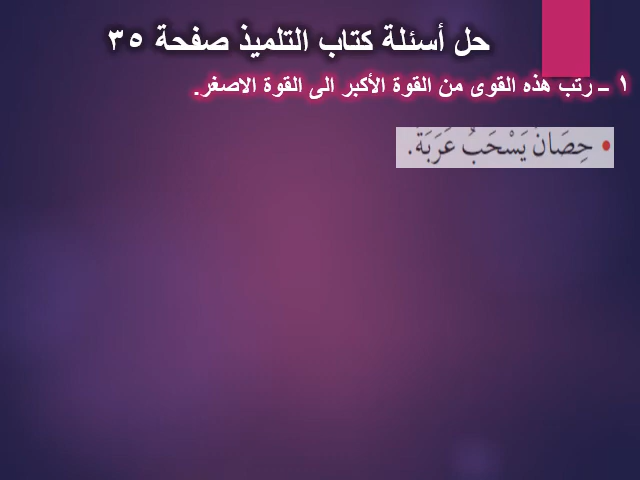 حل أسئلة كتاب التلميذ صفحة ٣٥
١ ـ رتب هذه القوى من القوة الأكبر الى القوة الاصغر.
• حِصَانٌ يَسْحَبُ عَرَبَةً.